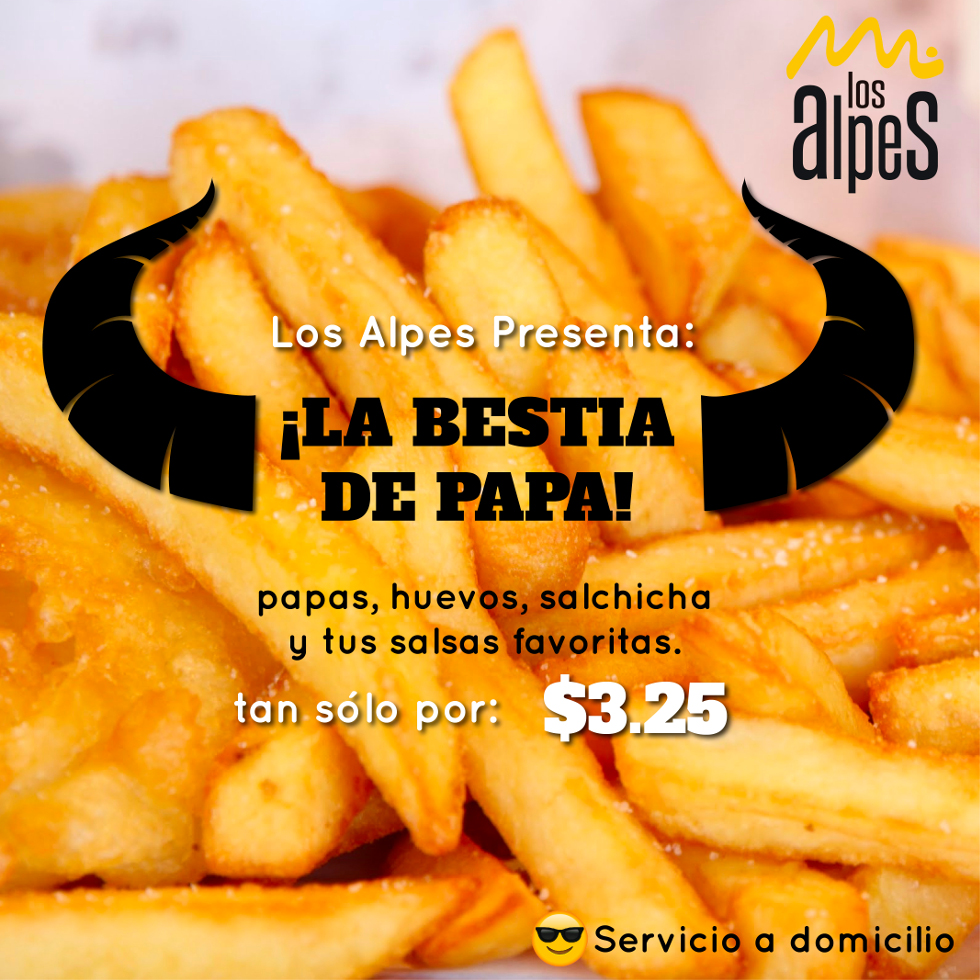 los
alpes
Los Alpes Presenta:
¡LA BESTIA
DE PAPA!
papas, huevos, salchicha
y tus salsas favoritas.
tan sólo por: $3.25
Servicio a domicilio